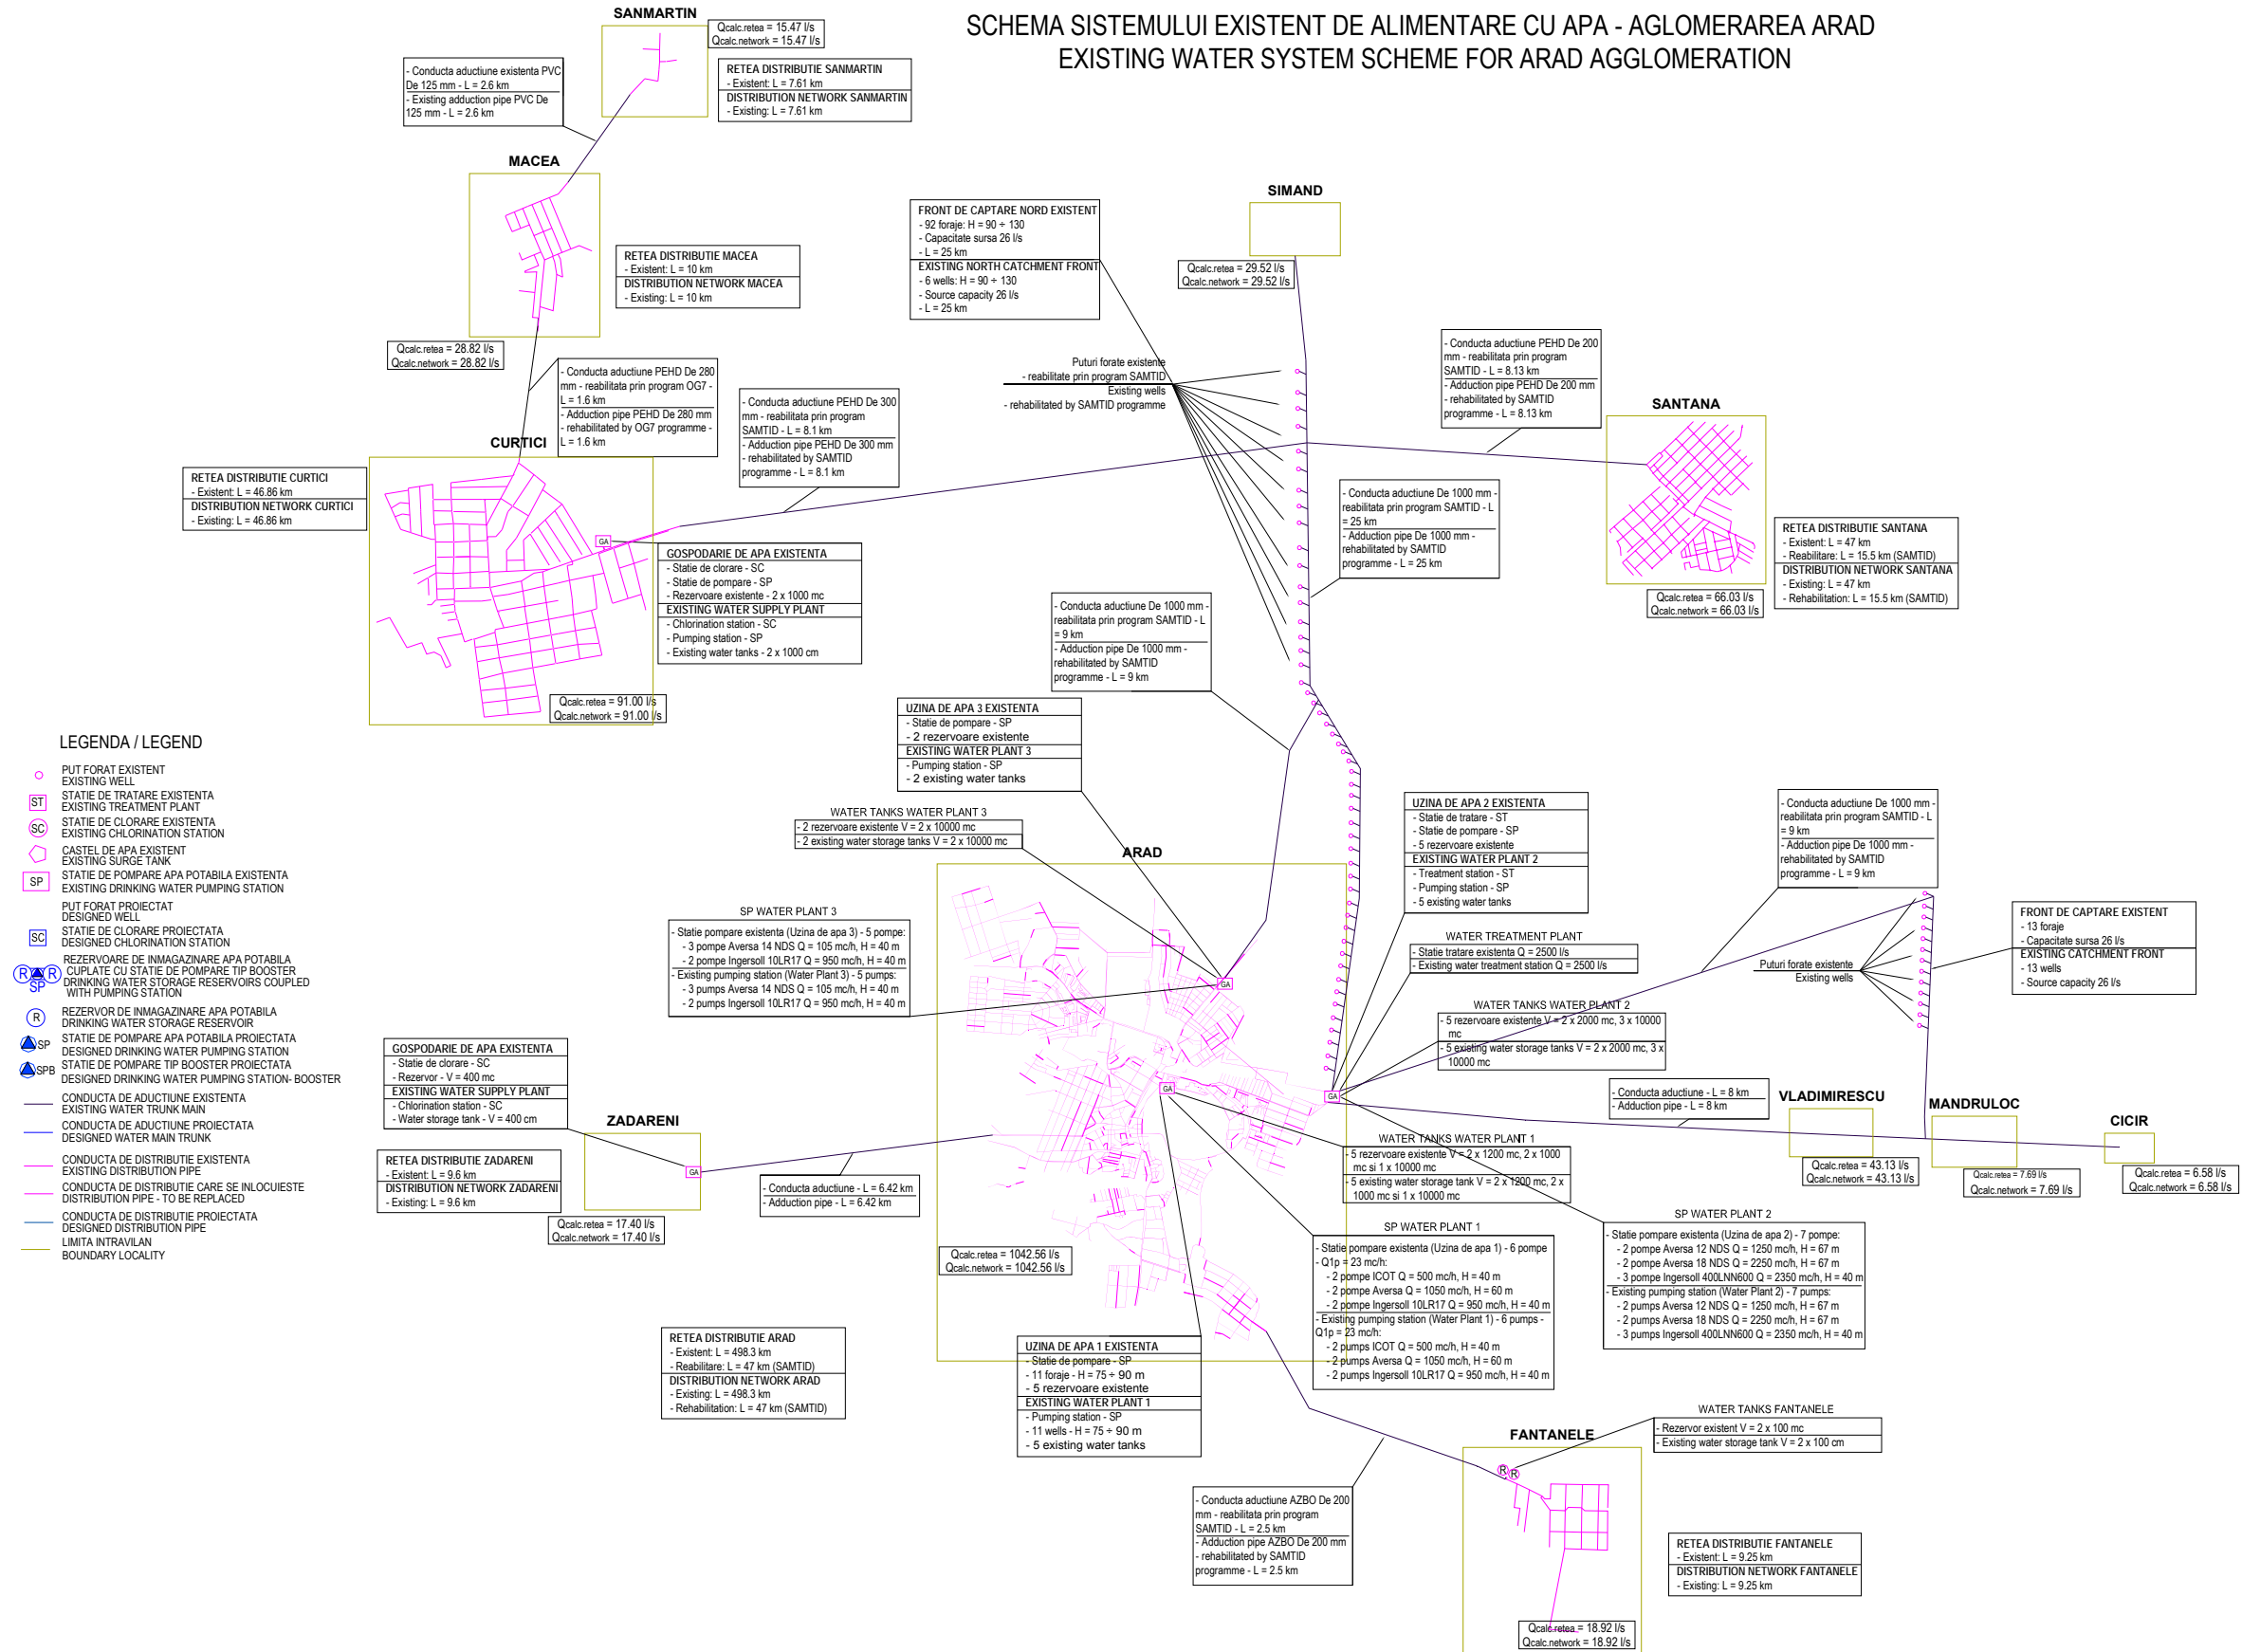 SCHEMA SISTEMULUI EXISTENT DE ALIMENTARE CU APA - AGLOMERAREA ARAD
EXISTING WATER SYSTEM SCHEME FOR ARAD AGGLOMERATION
SANMARTIN
Qcalc.retea = 15.47 l/s
Qcalc.network = 15.47 l/s
- Conducta aductiune existenta PVC
De 125 mm - L = 2.6 km
- Existing adduction pipe PVC De
125 mm - L = 2.6 km
RETEA DISTRIBUTIE SANMARTIN
- Existent: L = 7.61 km
DISTRIBUTION NETWORK SANMARTIN
- Existing: L = 7.61 km
MACEA
RETEA DISTRIBUTIE MACEA
- Existent: L = 10 km
DISTRIBUTION NETWORK MACEA
- Existing: L = 10 km
Qcalc.retea = 28.82 l/s
Qcalc.network = 28.82 l/s
- Conducta aductiune PEHD De 280
mm - reabilitata prin program OG7 -
L = 1.6 km
- Adduction pipe PEHD De 280 mm
- rehabilitated by OG7 programme -
L = 1.6 km
FRONT DE CAPTARE NORD EXISTENT
- 92 foraje: H = 90 ÷ 130
- Capacitate sursa 26 l/s
- L = 25 km
EXISTING NORTH CATCHMENT FRONT
- 6 wells: H = 90 ÷ 130
- Source capacity 26 l/s
- L = 25 km
SIMAND
Qcalc.retea = 29.52 l/s
Qcalc.network = 29.52 l/s
Puturi forate existente
- reabilitate prin program SAMTID
Existing wells
- rehabilitated by SAMTID programme
- Conducta aductiune PEHD De 200
mm - reabilitata prin program
SAMTID - L = 8.13 km
- Adduction pipe PEHD De 200 mm
- rehabilitated by SAMTID
programme - L = 8.13 km
SANTANA
RETEA DISTRIBUTIE SANTANA
- Existent: L = 47 km
- Reabilitare: L = 15.5 km (SAMTID)
DISTRIBUTION NETWORK SANTANA
- Existing: L = 47 km
- Rehabilitation: L = 15.5 km (SAMTID)
Qcalc.retea = 66.03 l/s
Qcalc.network = 66.03 l/s
CURTICI
- Conducta aductiune PEHD De 300
mm - reabilitata prin program
SAMTID - L = 8.1 km
- Adduction pipe PEHD De 300 mm
- rehabilitated by SAMTID
programme - L = 8.1 km
RETEA DISTRIBUTIE CURTICI
- Existent: L = 46.86 km
DISTRIBUTION NETWORK CURTICI
- Existing: L = 46.86 km
GA
GOSPODARIE DE APA EXISTENTA
- Statie de clorare - SC
- Statie de pompare - SP
- Rezervoare existente - 2 x 1000 mc
EXISTING WATER SUPPLY PLANT
- Chlorination station - SC
- Pumping station - SP
- Existing water tanks - 2 x 1000 cm
Qcalc.retea = 91.00 l/s
Qcalc.network = 91.00 l/s
- Conducta aductiune De 1000 mm -
reabilitata prin program SAMTID - L
= 25 km
- Adduction pipe De 1000 mm -
rehabilitated by SAMTID
programme - L = 25 km
- Conducta aductiune De 1000 mm -
reabilitata prin program SAMTID - L
= 9 km
- Adduction pipe De 1000 mm -
rehabilitated by SAMTID
programme - L = 9 km
UZINA DE APA 3 EXISTENTA
- Statie de pompare - SP
- 2 rezervoare existente
EXISTING WATER PLANT 3
- Pumping station - SP
- 2 existing water tanks
WATER TANKS WATER PLANT 3
- 2 rezervoare existente V = 2 x 10000 mc
- 2 existing water storage tanks V = 2 x 10000 mc
ARAD
SP WATER PLANT 3
- Statie pompare existenta (Uzina de apa 3) - 5 pompe:
- 3 pompe Aversa 14 NDS Q = 105 mc/h, H = 40 m
- 2 pompe Ingersoll 10LR17 Q = 950 mc/h, H = 40 m
- Existing pumping station (Water Plant 3) - 5 pumps:
- 3 pumps Aversa 14 NDS Q = 105 mc/h, H = 40 m
- 2 pumps Ingersoll 10LR17 Q = 950 mc/h, H = 40 m
GA
UZINA DE APA 2 EXISTENTA
- Statie de tratare - ST
- Statie de pompare - SP
- 5 rezervoare existente
EXISTING WATER PLANT 2
- Treatment station - ST
- Pumping station - SP
- 5 existing water tanks
WATER TREATMENT PLANT
- Statie tratare existenta Q = 2500 l/s
- Existing water treatment station Q = 2500 l/s
WATER TANKS WATER PLANT 2
- 5 rezervoare existente V = 2 x 2000 mc, 3 x 10000
mc
- 5 existing water storage tanks V = 2 x 2000 mc, 3 x
10000 mc
- Conducta aductiune De 1000 mm -
reabilitata prin program SAMTID - L
= 9 km
- Adduction pipe De 1000 mm -
rehabilitated by SAMTID
programme - L = 9 km
Puturi forate existente
Existing wells
FRONT DE CAPTARE EXISTENT
- 13 foraje
- Capacitate sursa 26 l/s
EXISTING CATCHMENT FRONT
- 13 wells
- Source capacity 26 l/s
LEGENDA / LEGEND
PUT FORAT EXISTENT
EXISTING WELL
ST
STATIE DE TRATARE EXISTENTA
EXISTING TREATMENT PLANT
SC
STATIE DE CLORARE EXISTENTA
EXISTING CHLORINATION STATION
CASTEL DE APA EXISTENT
EXISTING SURGE TANK
SP
STATIE DE POMPARE APA POTABILA EXISTENTA
EXISTING DRINKING WATER PUMPING STATION
PUT FORAT PROIECTAT
DESIGNED WELL
SC
STATIE DE CLORARE PROIECTATA
DESIGNED CHLORINATION STATION
R R
SP
REZERVOARE DE INMAGAZINARE APA POTABILA
CUPLATE CU STATIE DE POMPARE TIP BOOSTER
DRINKING WATER STORAGE RESERVOIRS COUPLED
WITH PUMPING STATION
R
REZERVOR DE INMAGAZINARE APA POTABILA
DRINKING WATER STORAGE RESERVOIR
SP
STATIE DE POMPARE APA POTABILA PROIECTATA
DESIGNED DRINKING WATER PUMPING STATION
SPB
STATIE DE POMPARE TIP BOOSTER PROIECTATA
DESIGNED DRINKING WATER PUMPING STATION- BOOSTER
CONDUCTA DE ADUCTIUNE EXISTENTA
EXISTING WATER TRUNK MAIN
CONDUCTA DE ADUCTIUNE PROIECTATA
DESIGNED WATER MAIN TRUNK
CONDUCTA DE DISTRIBUTIE EXISTENTA
EXISTING DISTRIBUTION PIPE
CONDUCTA DE DISTRIBUTIE CARE SE INLOCUIESTE
DISTRIBUTION PIPE - TO BE REPLACED
CONDUCTA DE DISTRIBUTIE PROIECTATA
DESIGNED DISTRIBUTION PIPE
LIMITA INTRAVILAN
BOUNDARY LOCALITY
GOSPODARIE DE APA EXISTENTA
- Statie de clorare - SC
- Rezervor - V = 400 mc
EXISTING WATER SUPPLY PLANT
- Chlorination station - SC
- Water storage tank - V = 400 cm
ZADARENI
GA
RETEA DISTRIBUTIE ZADARENI
- Existent: L = 9.6 km
DISTRIBUTION NETWORK ZADARENI
- Existing: L = 9.6 km
Qcalc.retea = 17.40 l/s
Qcalc.network = 17.40 l/s
- Conducta aductiune - L = 6.42 km
- Adduction pipe - L = 6.42 km
GA
GA
- Conducta aductiune - L = 8 km
- Adduction pipe - L = 8 km
VLADIMIRESCU
Qcalc.retea = 43.13 l/s
Qcalc.network = 43.13 l/s
MANDRULOC
Qcalc.retea = 7.69 l/s
Qcalc.network = 7.69 l/s
CICIR
Qcalc.retea = 6.58 l/s
Qcalc.network = 6.58 l/s
WATER TANKS WATER PLANT 1
- 5 rezervoare existente V = 2 x 1200 mc, 2 x 1000
mc si 1 x 10000 mc
- 5 existing water storage tank V = 2 x 1200 mc, 2 x
1000 mc si 1 x 10000 mc
Qcalc.retea = 1042.56 l/s
Qcalc.network = 1042.56 l/s
SP WATER PLANT 1
- Statie pompare existenta (Uzina de apa 1) - 6 pompe
- Q1p = 23 mc/h:
- 2 pompe ICOT Q = 500 mc/h, H = 40 m
- 2 pompe Aversa Q = 1050 mc/h, H = 60 m
- 2 pompe Ingersoll 10LR17 Q = 950 mc/h, H = 40 m
- Existing pumping station (Water Plant 1) - 6 pumps -
Q1p = 23 mc/h:
- 2 pumps ICOT Q = 500 mc/h, H = 40 m
- 2 pumps Aversa Q = 1050 mc/h, H = 60 m
- 2 pumps Ingersoll 10LR17 Q = 950 mc/h, H = 40 m
SP WATER PLANT 2
- Statie pompare existenta (Uzina de apa 2) - 7 pompe:
- 2 pompe Aversa 12 NDS Q = 1250 mc/h, H = 67 m
- 2 pompe Aversa 18 NDS Q = 2250 mc/h, H = 67 m
- 3 pompe Ingersoll 400LNN600 Q = 2350 mc/h, H = 40 m
- Existing pumping station (Water Plant 2) - 7 pumps:
- 2 pumps Aversa 12 NDS Q = 1250 mc/h, H = 67 m
- 2 pumps Aversa 18 NDS Q = 2250 mc/h, H = 67 m
- 3 pumps Ingersoll 400LNN600 Q = 2350 mc/h, H = 40 m
RETEA DISTRIBUTIE ARAD
- Existent: L = 498.3 km
- Reabilitare: L = 47 km (SAMTID)
DISTRIBUTION NETWORK ARAD
- Existing: L = 498.3 km
- Rehabilitation: L = 47 km (SAMTID)
UZINA DE APA 1 EXISTENTA
- Statie de pompare - SP
- 11 foraje - H = 75 ÷ 90 m
- 5 rezervoare existente
EXISTING WATER PLANT 1
- Pumping station - SP
- 11 wells - H = 75 ÷ 90 m
- 5 existing water tanks
WATER TANKS FANTANELE
- Rezervor existent V = 2 x 100 mc
- Existing water storage tank V = 2 x 100 cm
FANTANELE
R R
- Conducta aductiune AZBO De 200
mm - reabilitata prin program
SAMTID - L = 2.5 km
- Adduction pipe AZBO De 200 mm
- rehabilitated by SAMTID
programme - L = 2.5 km
RETEA DISTRIBUTIE FANTANELE
- Existent: L = 9.25 km
DISTRIBUTION NETWORK FANTANELE
- Existing: L = 9.25 km
Qcalc.retea = 18.92 l/s
Qcalc.network = 18.92 l/s